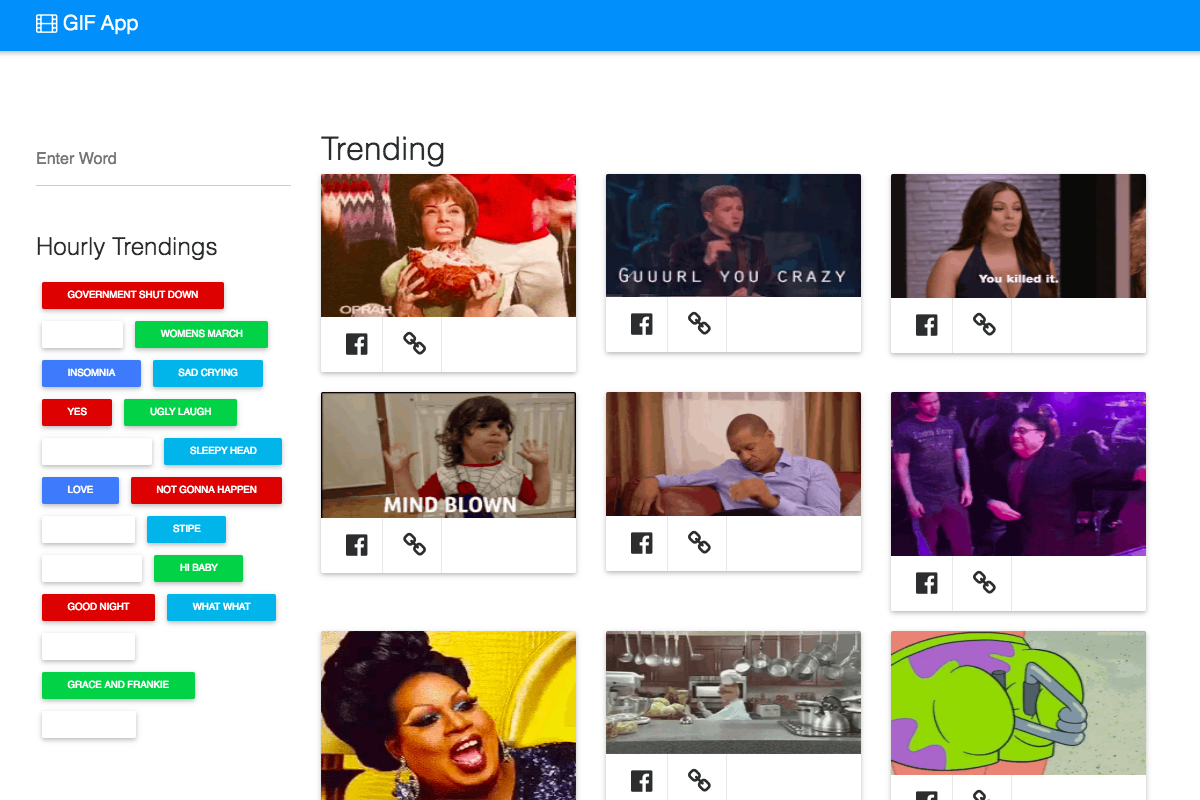 GIF App
Enter Word
Hourly Trendings
GOVERNMENT SHUT DOWN
WOMENS MARCH
INSOMNIA
SAD CRYING
YES
UGLY LAUGH
SLEEPY HEAD
LOVE
NOT GONNA HAPPEN
STIPE
HI BABY
GOOD NIGHT
WHAT WHAT
GRACE AND FRANKIE
Trending
OPRAH
GUUURL YOU CRAZY
You killed it.
MIND BLOWN